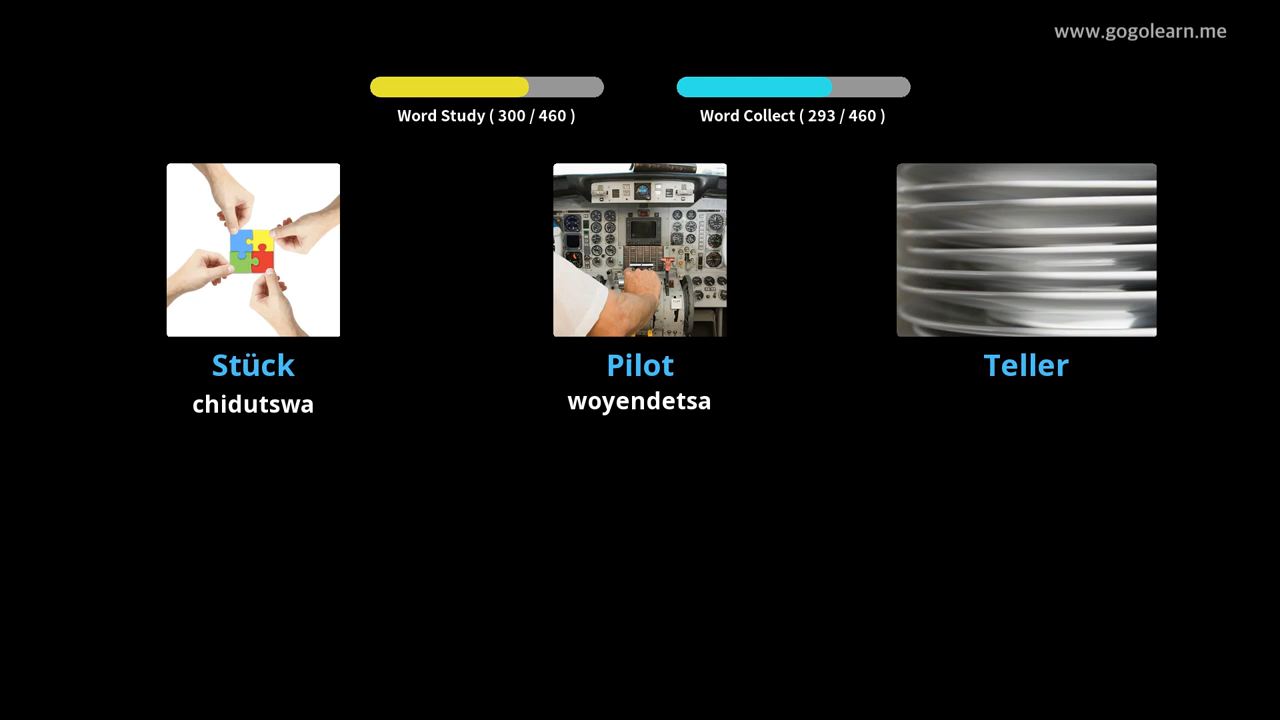 www.gogolearn.me
Word Study ( 300 / 460 )
Word Collect ( 293 / 460 )
Stück
chidutswa
Pilot
woyendetsa
Teller